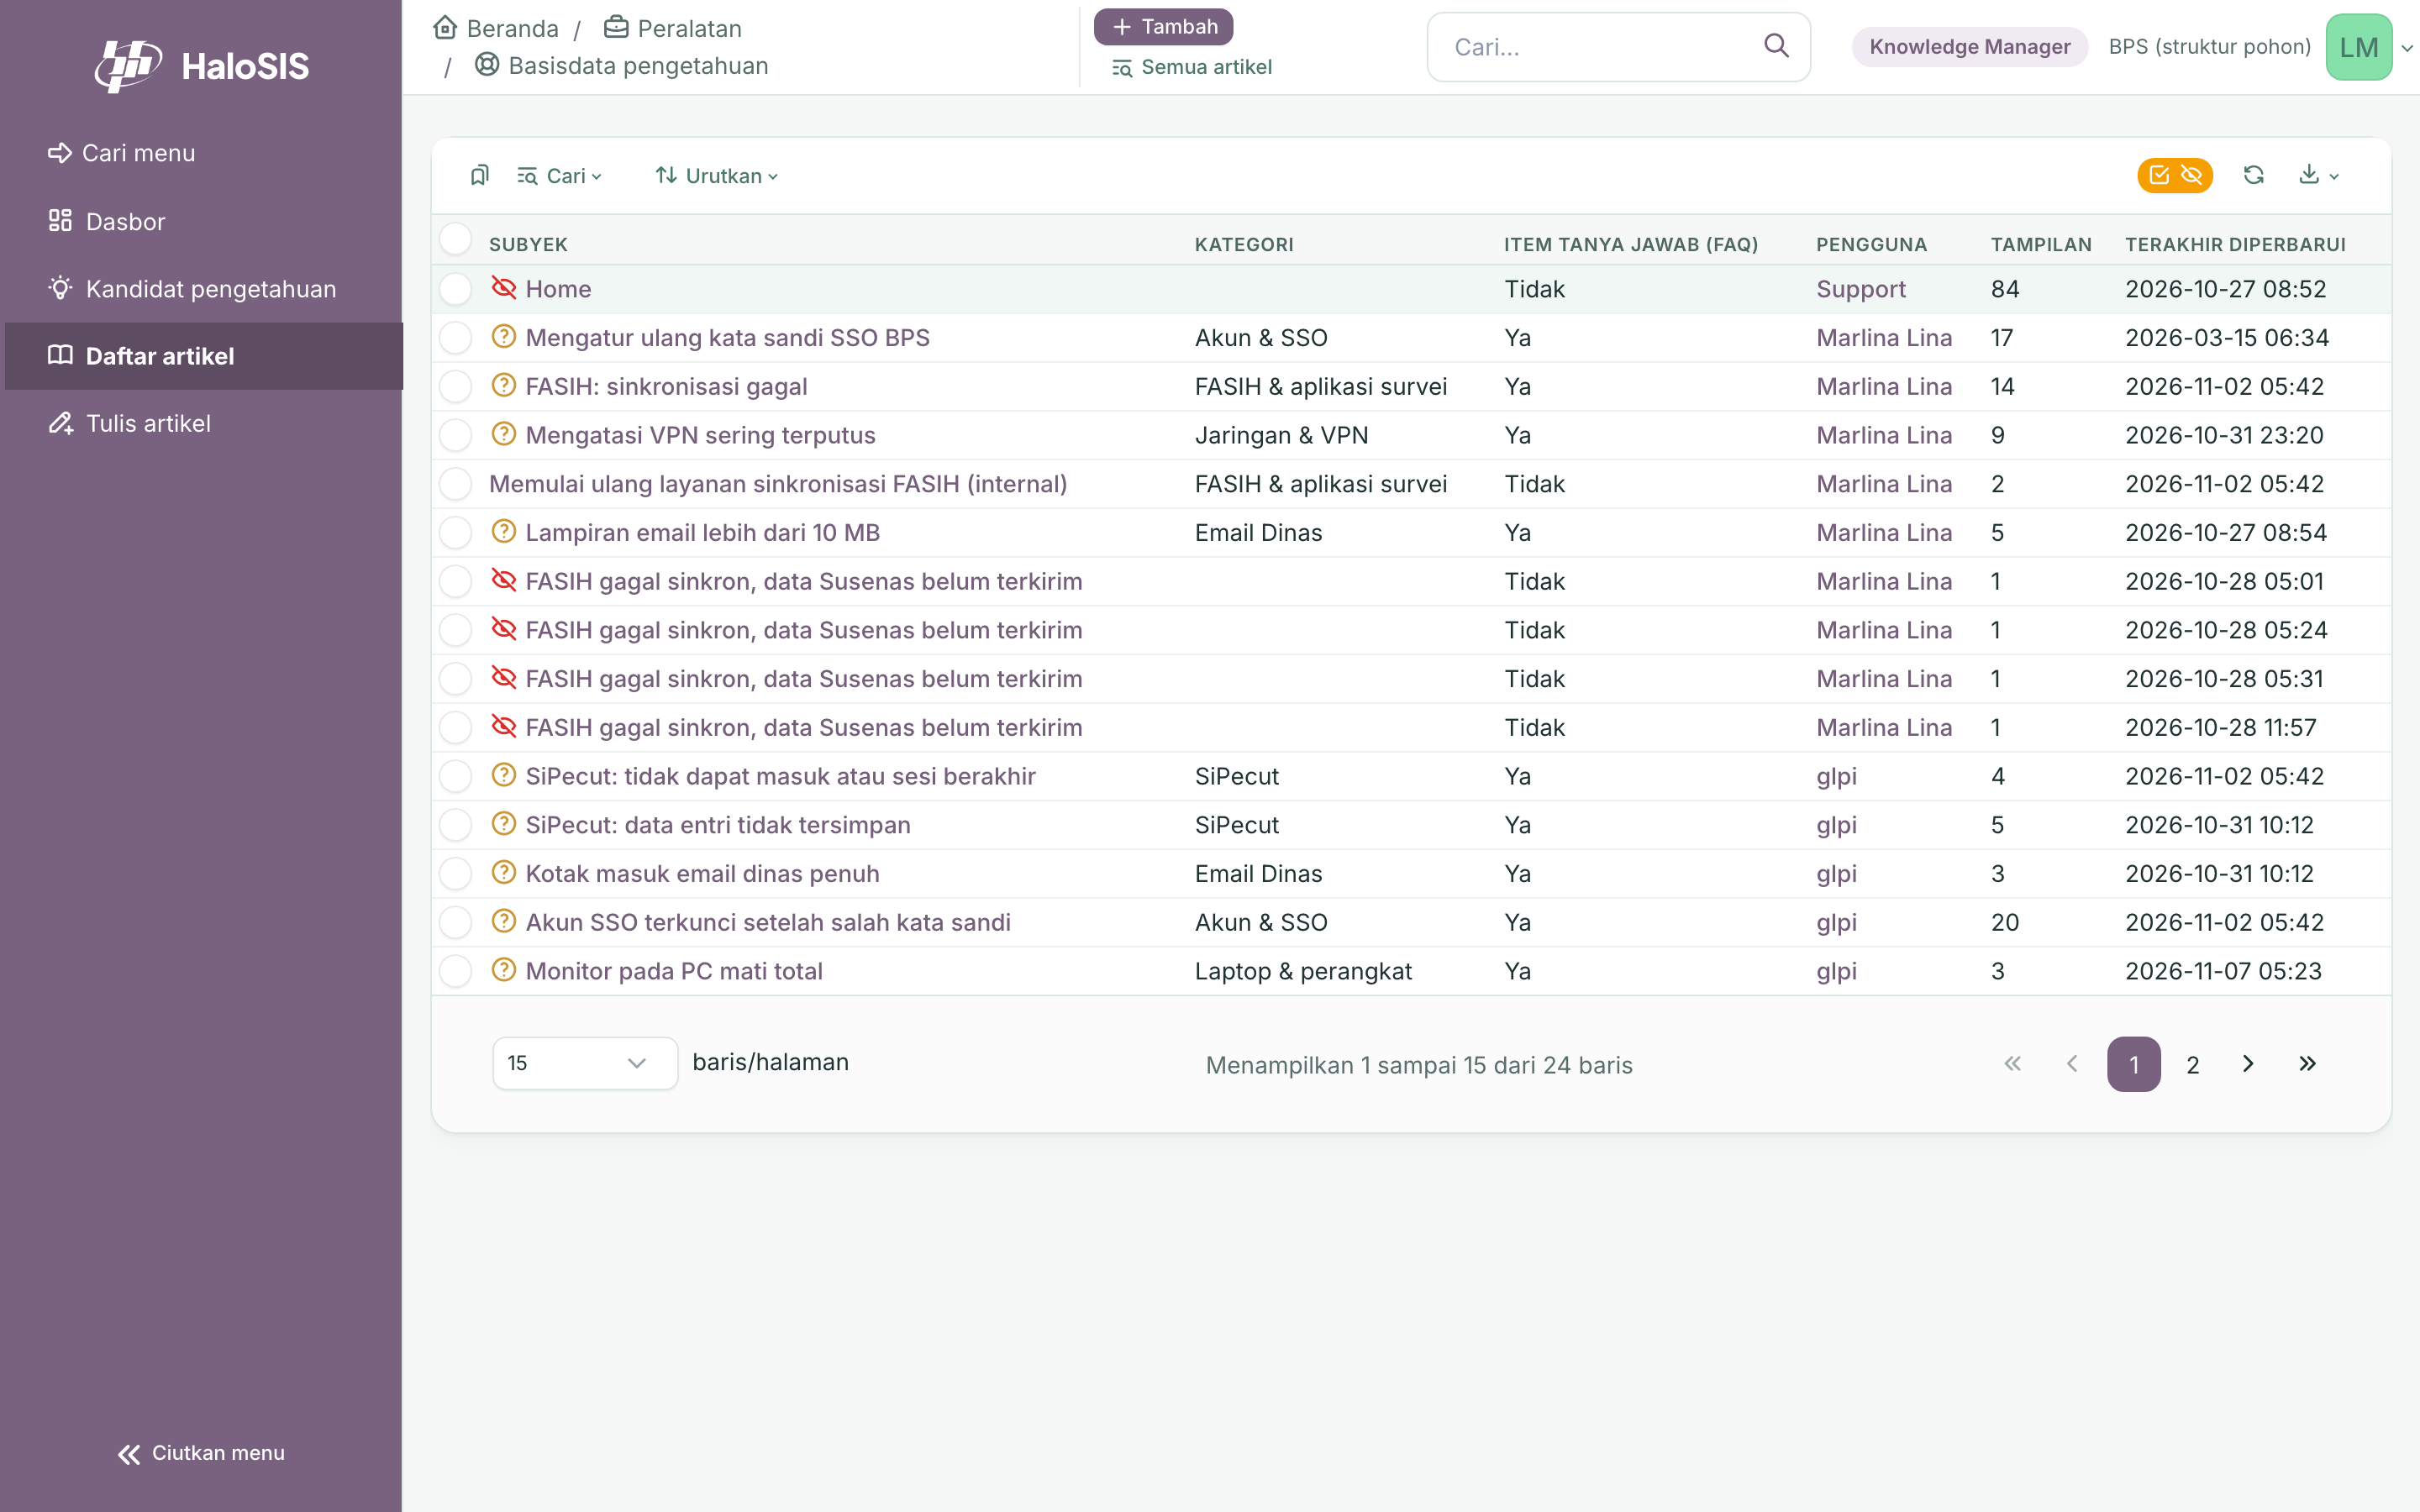 HaloSIS
Cari menu
Dasbor
Kandidat pengetahuan
Daftar artikel
Tulis artikel
Ciutkan menu
Beranda / Peralatan
/ Basisdata pengetahuan
+ Tambah
Semua artikel
Cari...
Knowledge Manager
BPS (struktur pohon)
LM
Cari
Urutkan
SUBYEK KATEGORI ITEM TANYA JAWAB (FAQ) PENGGUNA TAMPILAN TERAKHIR DIPERBARUI
Home Tidak Support 84 2026-10-27 08:52
Mengatur ulang kata sandi SSO BPS Akun & SSO Ya Marlina Lina 17 2026-03-15 06:34
FASIH: sinkronisasi gagal FASIH & aplikasi survei Ya Marlina Lina 14 2026-11-02 05:42
Mengatasi VPN sering terputus Jaringan & VPN Ya Marlina Lina 9 2026-10-31 23:20
Memulai ulang layanan sinkronisasi FASIH (internal) FASIH & aplikasi survei Tidak Marlina Lina 2 2026-11-02 05:42
Lampiran email lebih dari 10 MB Email Dinas Ya Marlina Lina 5 2026-10-27 08:54
FASIH gagal sinkron, data Susenas belum terkirim Tidak Marlina Lina 1 2026-10-28 05:01
FASIH gagal sinkron, data Susenas belum terkirim Tidak Marlina Lina 1 2026-10-28 05:24
FASIH gagal sinkron, data Susenas belum terkirim Tidak Marlina Lina 1 2026-10-28 05:31
FASIH gagal sinkron, data Susenas belum terkirim Tidak Marlina Lina 1 2026-10-28 11:57
SiPecut: tidak dapat masuk atau sesi berakhir SiPecut Ya glpi 4 2026-11-02 05:42
SiPecut: data entri tidak tersimpan SiPecut Ya glpi 5 2026-10-31 10:12
Kotak masuk email dinas penuh Email Dinas Ya glpi 3 2026-10-31 10:12
Akun SSO terkunci setelah salah kata sandi Akun & SSO Ya glpi 20 2026-11-02 05:42
Monitor pada PC mati total Laptop & perangkat Ya glpi 3 2026-11-07 05:23
15 baris/halaman
Menampilkan 1 sampai 15 dari 24 baris
« ‹ 1 2 › »